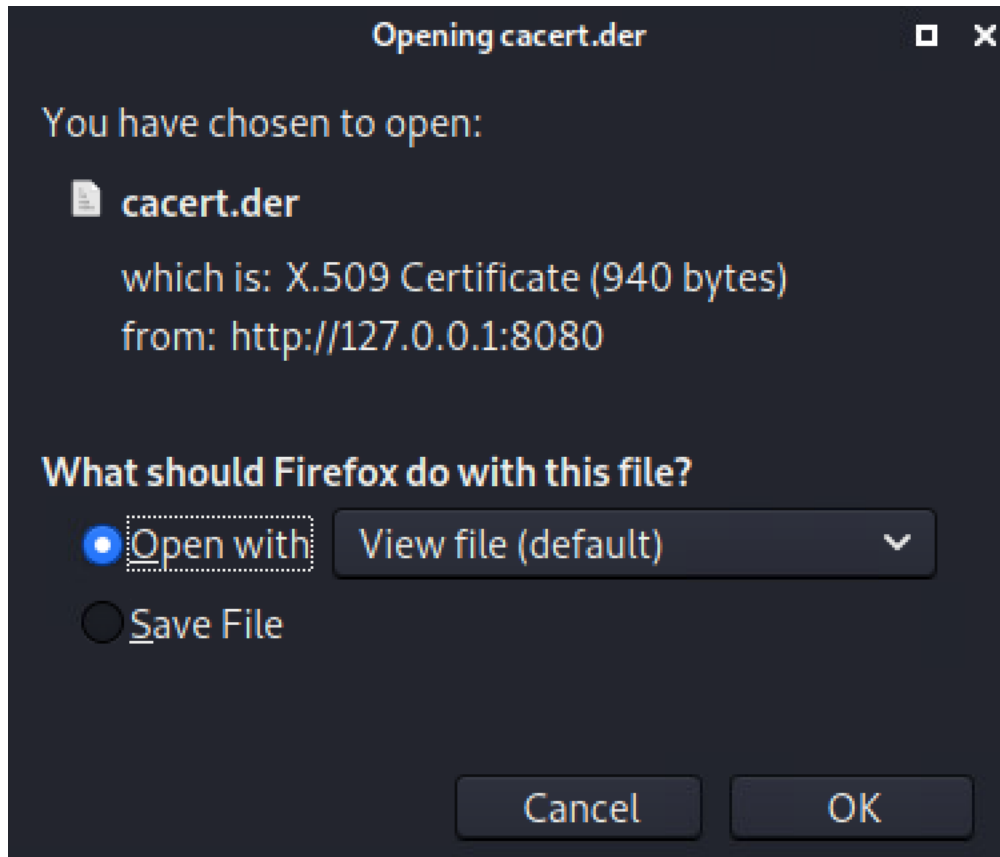 Opening cacert.der
You have chosen to open:
cacert.der
which is: X.509 Certificate (940 bytes)
from: http://127.0.0.1:8080
What should Firefox do with this file?
Open with View file (default)
Save File
Cancel OK